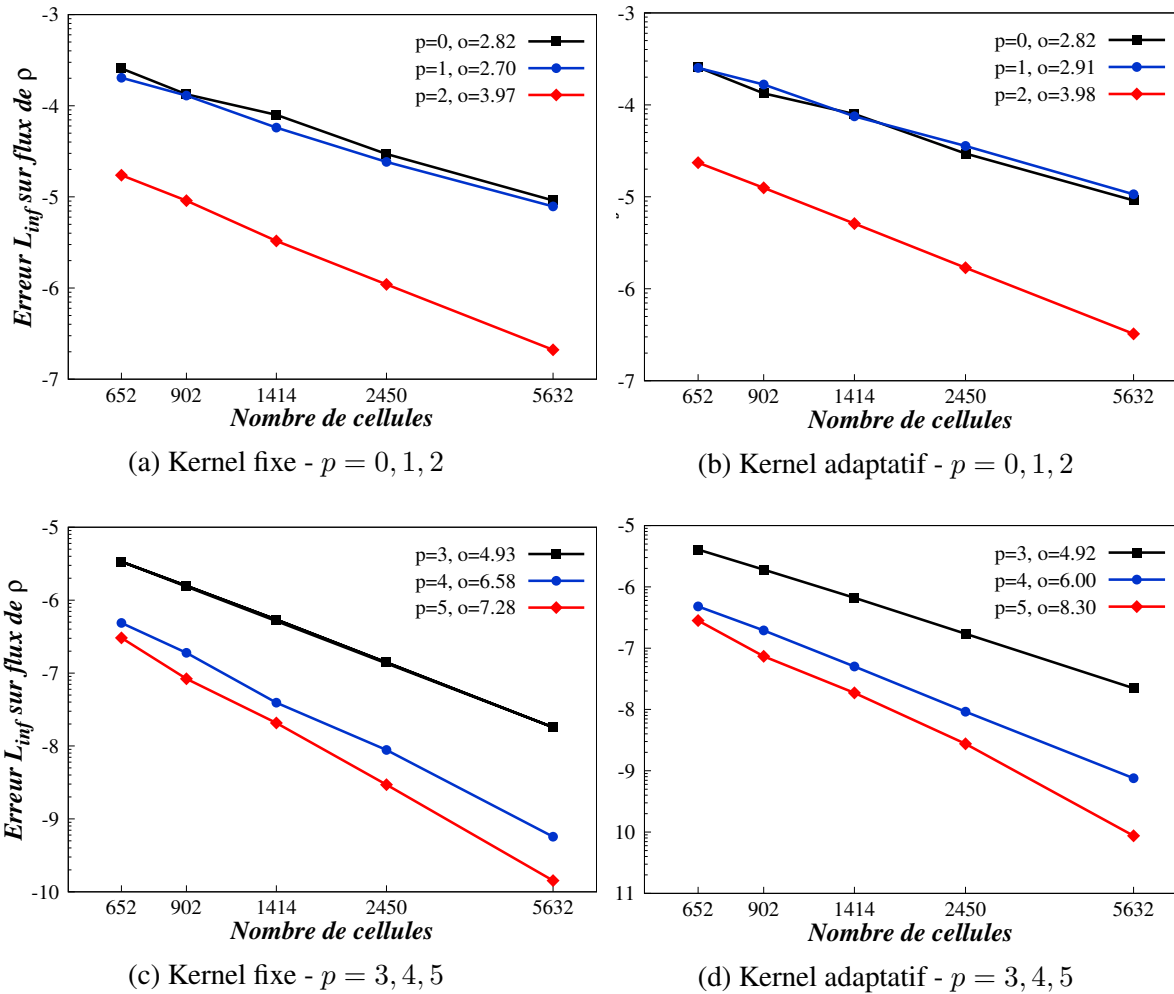 -3
-4
-5
-6
-7
Erreur L_inf sur flux de ρ
p=0, o=2.82
p=1, o=2.70
p=2, o=3.97
652 902 1414 2450 5632
Nombre de cellules
(a) Kernel fixe - p = 0, 1, 2
-3
-4
-5
-6
-7
p=0, o=2.82
p=1, o=2.91
p=2, o=3.98
652 902 1414 2450 5632
Nombre de cellules
(b) Kernel adaptatif - p = 0, 1, 2
-5
-6
-7
-8
-9
-10
Erreur L_inf sur flux de ρ
p=3, o=4.93
p=4, o=6.58
p=5, o=7.28
652 902 1414 2450 5632
Nombre de cellules
(c) Kernel fixe - p = 3, 4, 5
-5
-6
-7
-8
-9
10
11
p=3, o=4.92
p=4, o=6.00
p=5, o=8.30
652 902 1414 2450 5632
Nombre de cellules
(d) Kernel adaptatif - p = 3, 4, 5